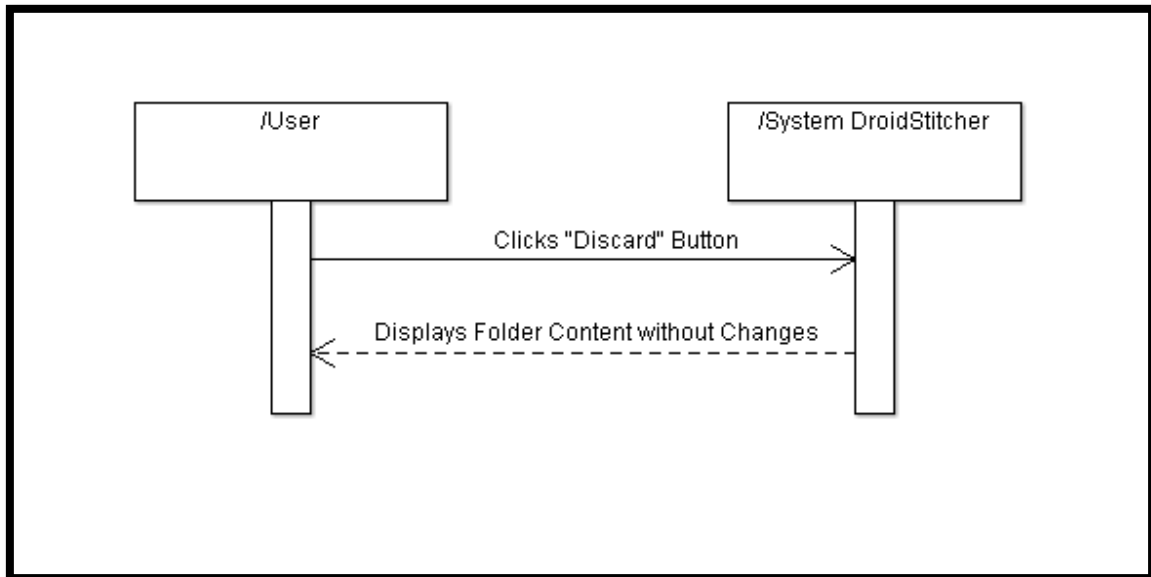 /User
/System DroidStitcher
Clicks "Discard" Button
Displays Folder Content without Changes